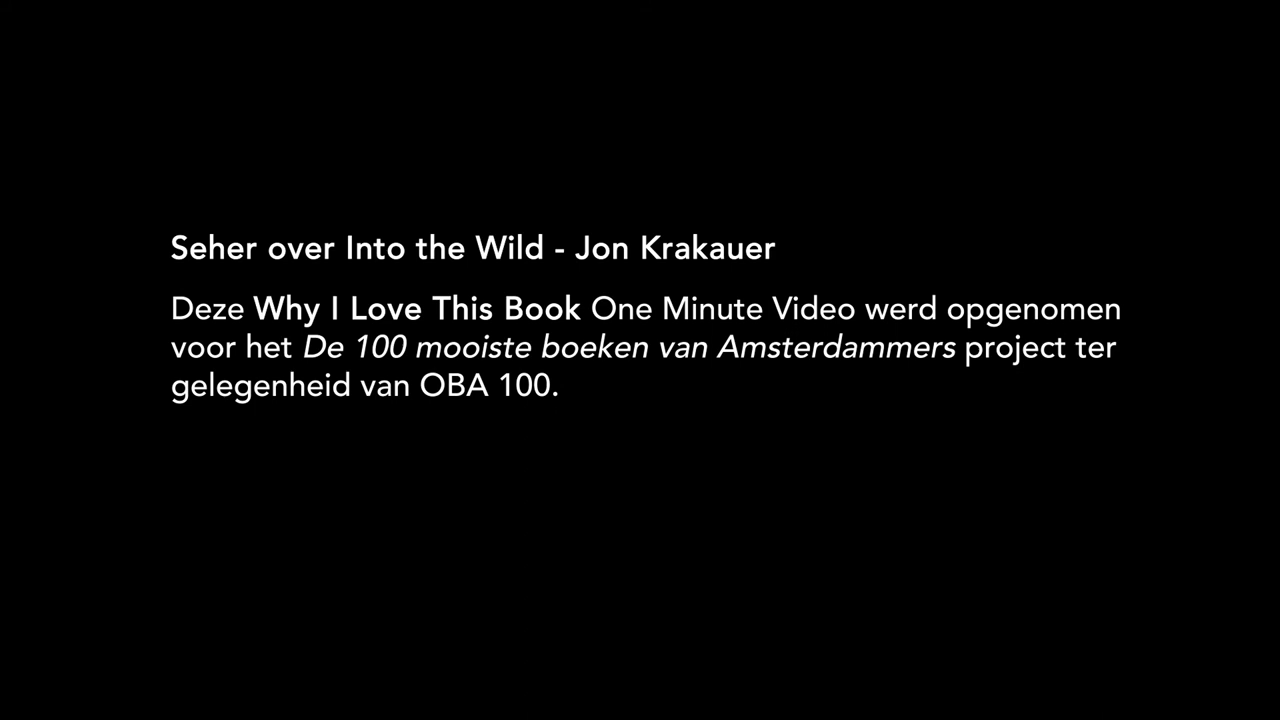 Seher over Into the Wild - Jon Krakauer
Deze Why I Love This Book One Minute Video werd opgenomen
voor het De 100 mooiste boeken van Amsterdammers project ter
gelegenheid van OBA 100.